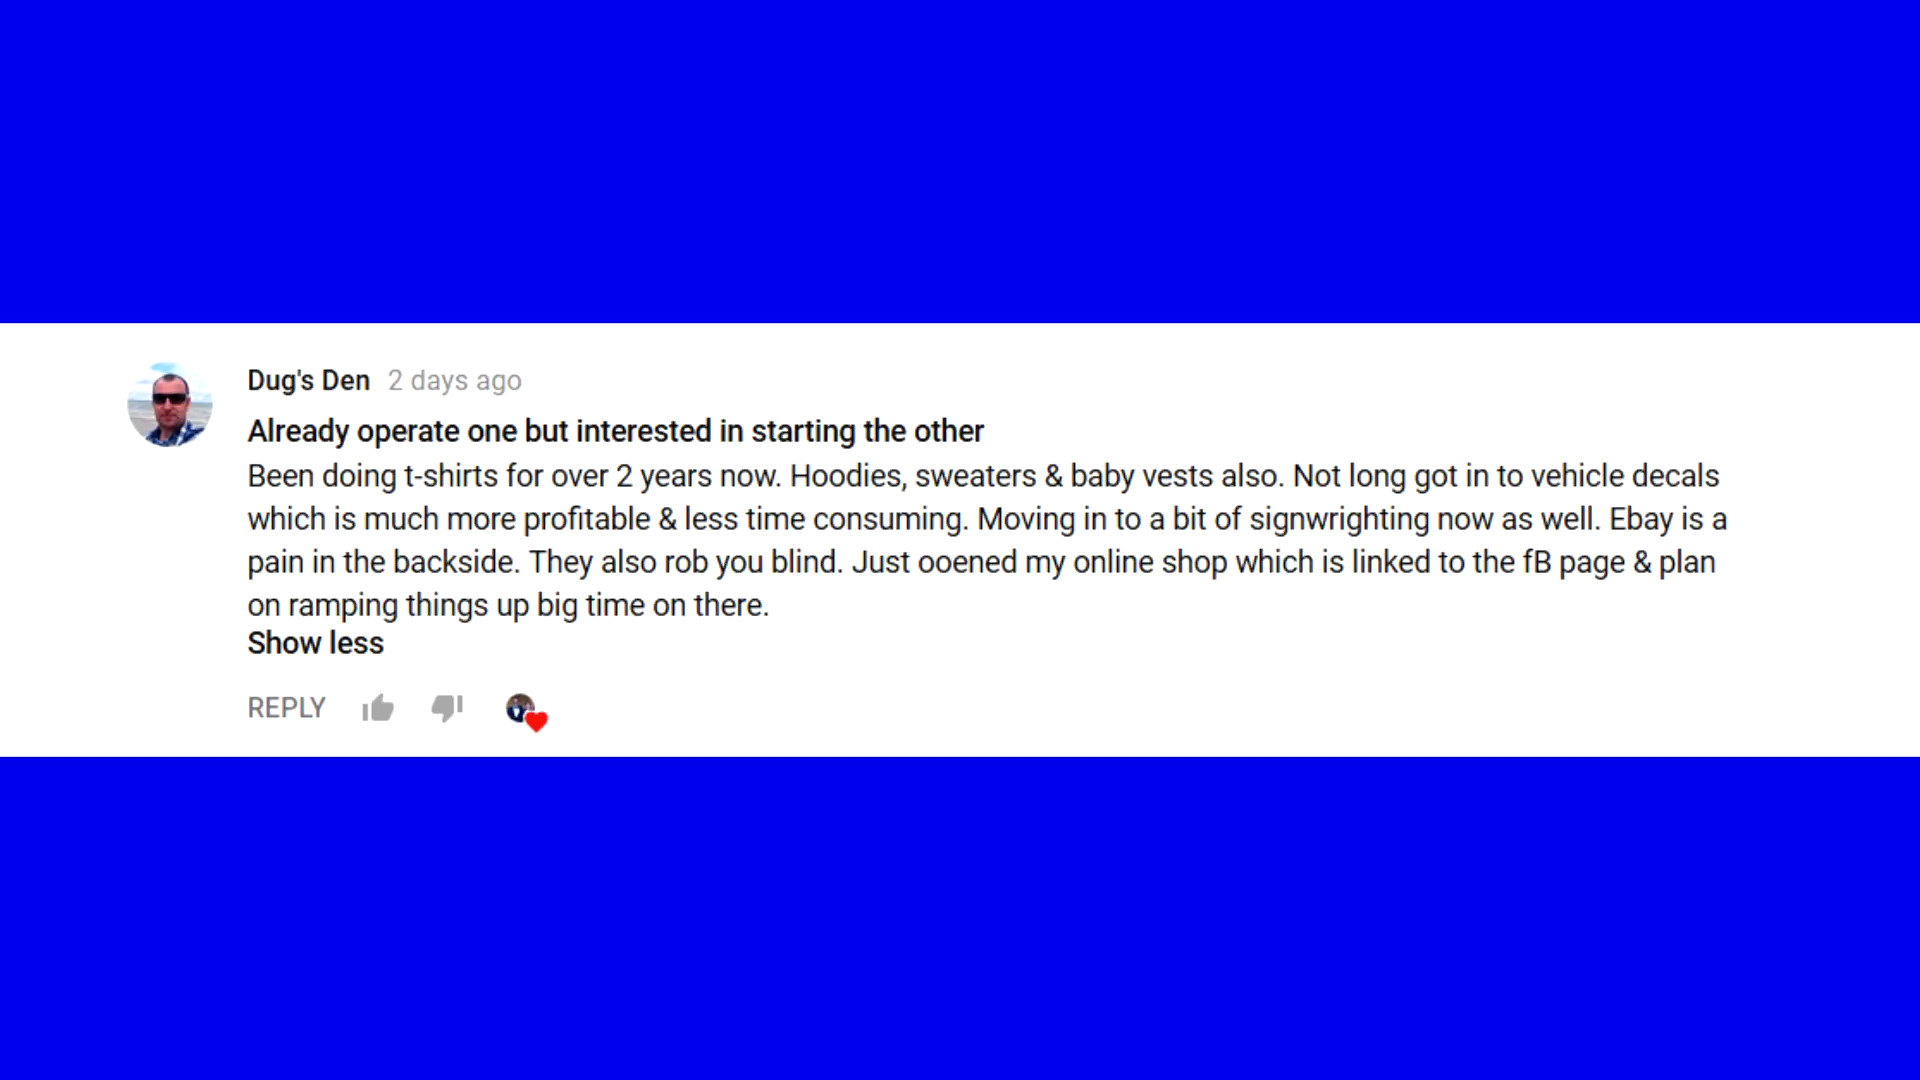 Dug's Den 2 days ago
Already operate one but interested in starting the other
Been doing t-shirts for over 2 years now. Hoodies, sweaters & baby vests also. Not long got in to vehicle decals
which is much more profitable & less time consuming. Moving in to a bit of signwrighting now as well. Ebay is a
pain in the backside. They also rob you blind. Just ooened my online shop which is linked to the fB page & plan
on ramping things up big time on there.
Show less
REPLY